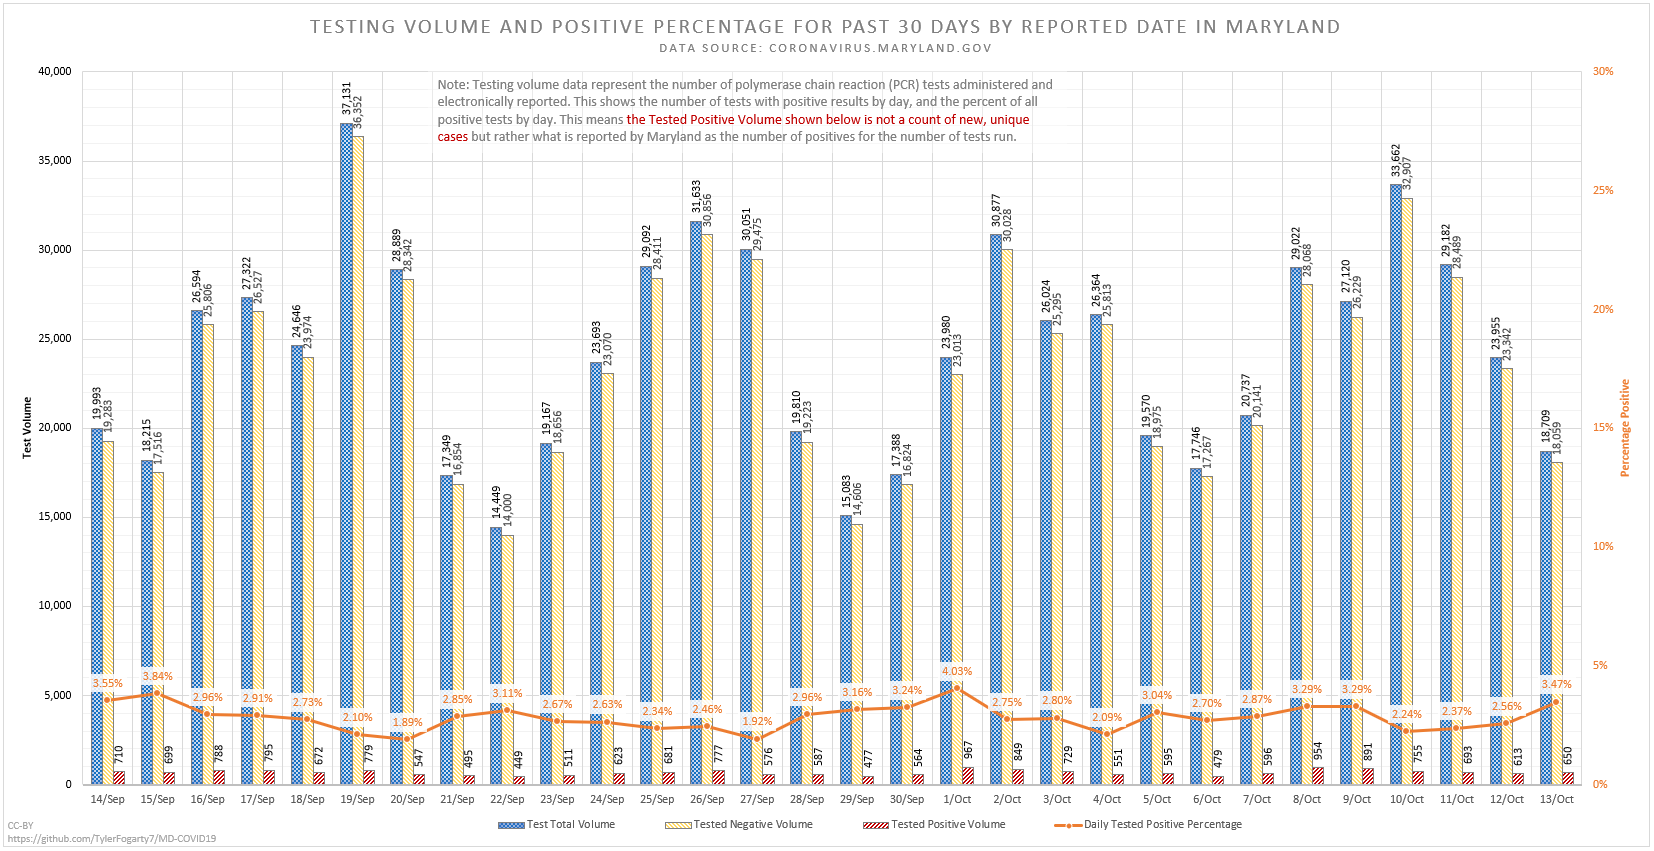 TESTING VOLUME AND POSITIVE PERCENTAGE FOR PAST 30 DAYS BY REPORTED DATE IN MARYLAND
DATA SOURCE: CORONAVIRUS.MARYLAND.GOV
Note: Testing volume data represent the number of polymerase chain reaction (PCR) tests administered and
electronically reported. This shows the number of tests with positive results by day, and the percent of all
positive tests by day. This means the Tested Positive Volume shown below is not a count of new, unique
cases but rather what is reported by Maryland as the number of positives for the number of tests run.
Test Volume
40,000
35,000
30,000
25,000
20,000
15,000
10,000
5,000
0
Percentage Positive
30%
25%
20%
15%
10%
5%
0%
19,993 19,283 3.55% 710
18,215 17,516 3.84% 699
26,594 25,806 2.96% 788
27,322 26,527 2.91% 795
24,646 23,974 2.73% 672
37,131 36,352 2.10% 779
28,889 28,342 1.89% 547
17,349 16,854 2.85% 495
14,449 14,000 3.11% 449
19,167 18,656 2.67% 511
23,693 23,070 2.63% 623
29,092 28,411 2.34% 681
31,633 30,856 2.46% 777
30,051 29,475 1.92% 576
19,810 19,223 2.96% 587
15,083 14,606 3.16% 477
17,388 16,824 3.24% 564
23,980 23,013 4.03% 967
30,877 30,028 2.75% 849
26,024 25,295 2.80% 729
26,364 25,813 2.09% 551
19,570 18,975 3.04% 595
17,746 17,267 2.70% 479
20,737 20,141 2.87% 596
29,022 28,068 3.29% 954
27,120 26,229 3.29% 891
33,662 32,907 2.24% 755
29,182 28,489 2.37% 693
23,955 23,342 2.56% 613
18,709 18,059 3.47% 650
14/Sep 15/Sep 16/Sep 17/Sep 18/Sep 19/Sep 20/Sep 21/Sep 22/Sep 23/Sep 24/Sep 25/Sep 26/Sep 27/Sep 28/Sep 29/Sep 30/Sep 1/Oct 2/Oct 3/Oct 4/Oct 5/Oct 6/Oct 7/Oct 8/Oct 9/Oct 10/Oct 11/Oct 12/Oct 13/Oct
Test Total Volume Tested Negative Volume Tested Positive Volume Daily Tested Positive Percentage
CC-BY
https://github.com/TylerFogarty7/MD-COVID19